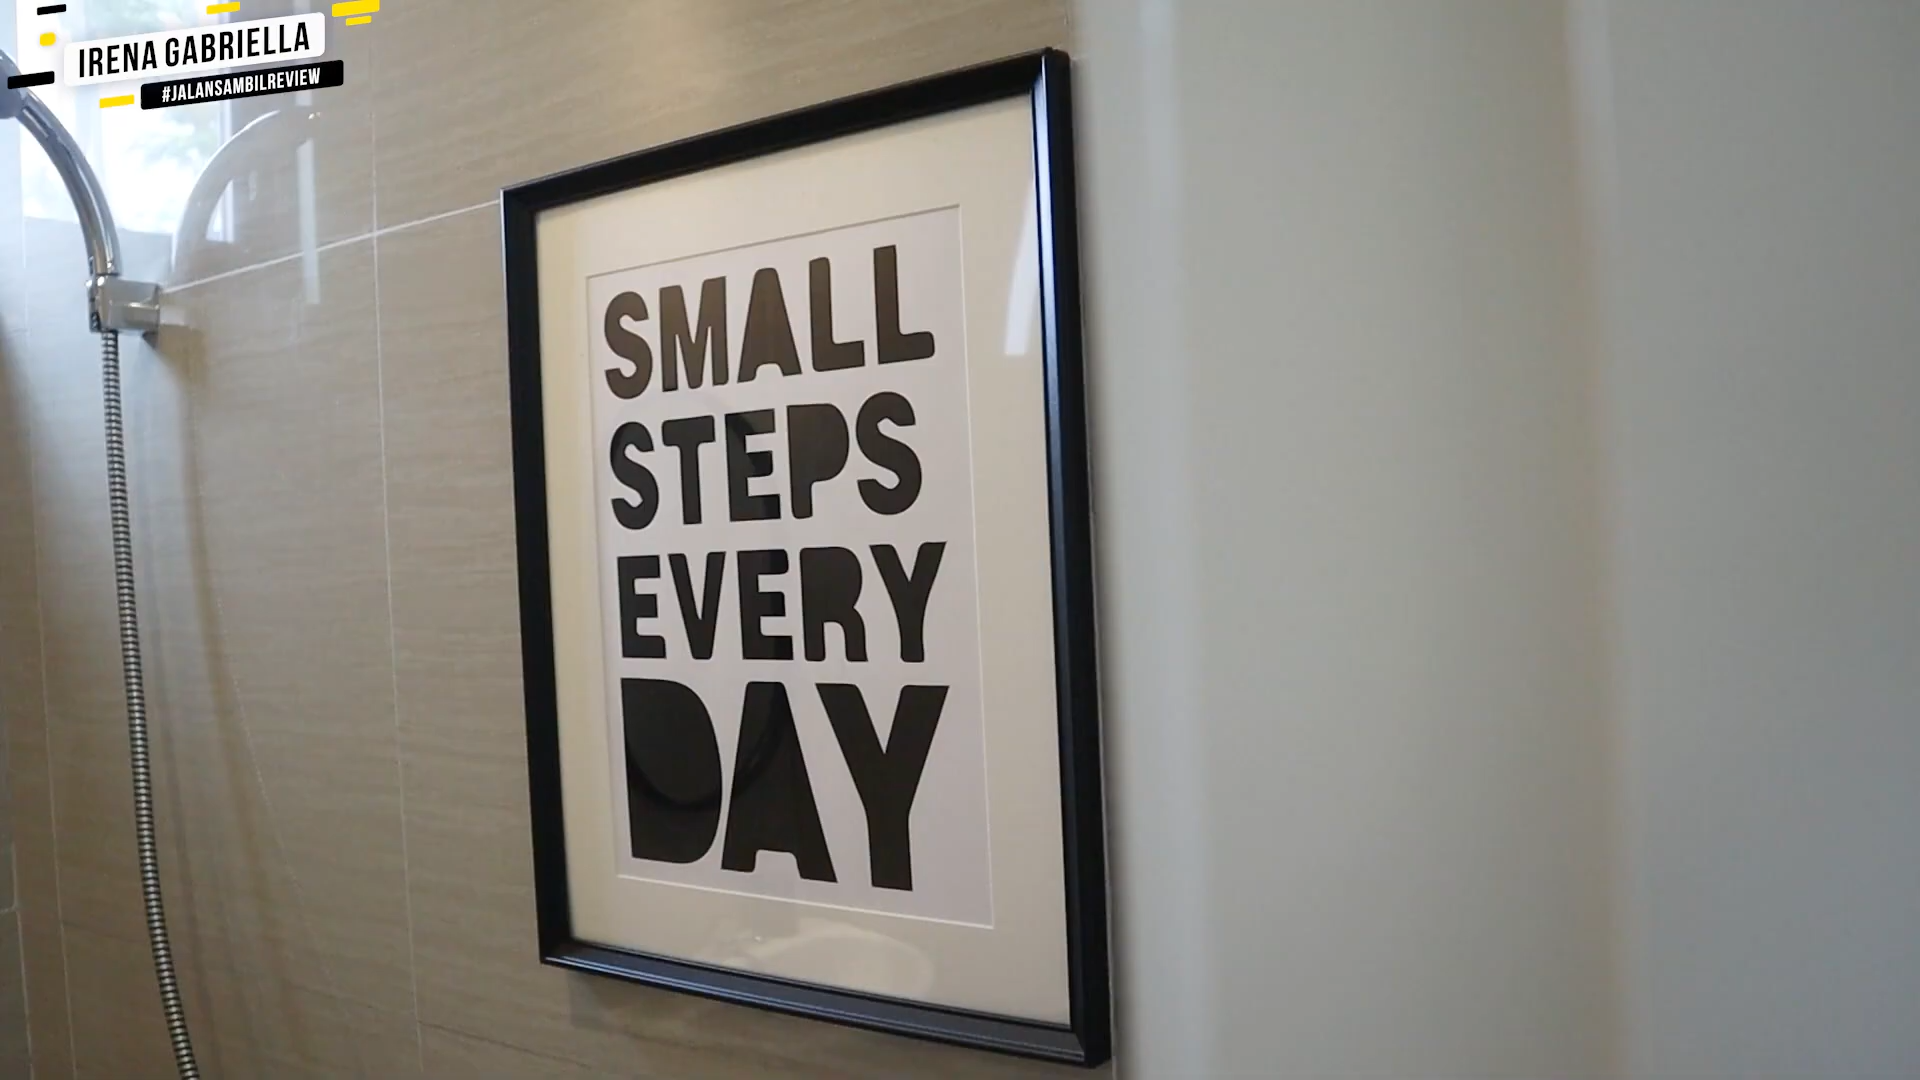 IRENA GABRIELLA
#JALANSAMBILREVIEW
SMALL
STEPS
EVERY
DAY